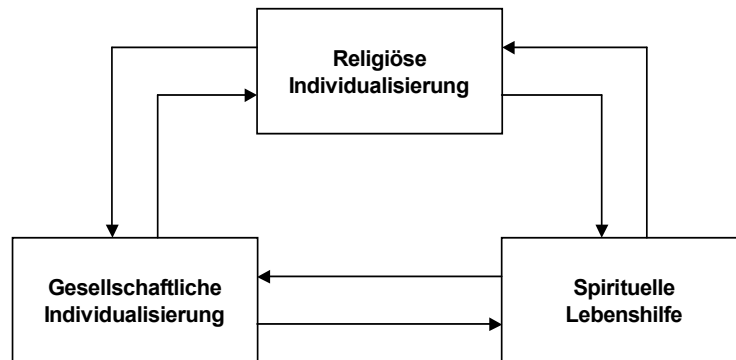 Religiöse
Individualisierung
Gesellschaftliche
Individualisierung
Spirituelle
Lebenshilfe